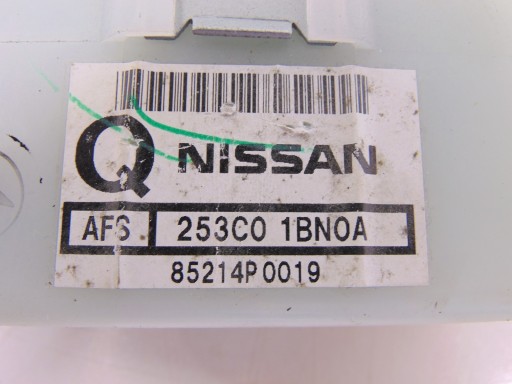 Q NISSAN
AFS 253C0 1BN0A
85214P0019